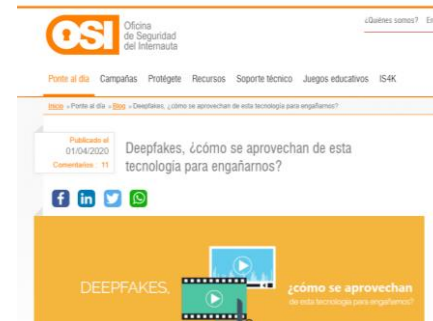 OSI
Oficina
de Seguridad
del Internauta
¿Quiénes somos?
Ponte al día Campañas Protégete Recursos Soporte técnico Juegos educativos IS4K
Inicio » Ponte al día » Blog » Deepfakes, ¿cómo se aprovechan de esta tecnología para engañarnos?
Publicado el
01/04/2020
Comentarios 11
Deepfakes, ¿cómo se aprovechan de esta
tecnología para engañarnos?
f in
DEEPFAKES,
¿cómo se aprovechan
de esta tecnología para engañarnos?